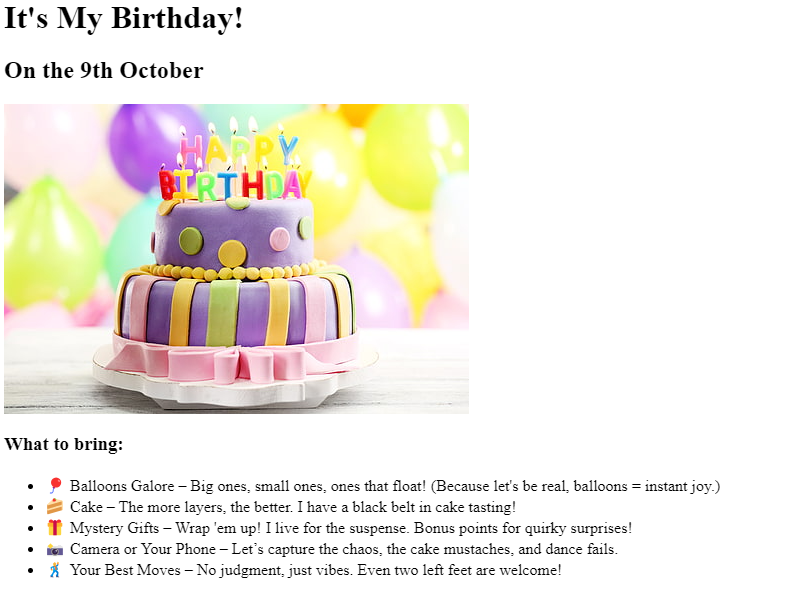 It's My Birthday!
On the 9th October
HAPPY
BIRTHDAY
What to bring:
• 🎈 Balloons Galore – Big ones, small ones, ones that float! (Because let's be real, balloons = instant joy.)
• 🍰 Cake – The more layers, the better. I have a black belt in cake tasting!
• 🎁 Mystery Gifts – Wrap 'em up! I live for the suspense. Bonus points for quirky surprises!
• 📸 Camera or Your Phone – Let’s capture the chaos, the cake mustaches, and dance fails.
• 🕺 Your Best Moves – No judgment, just vibes. Even two left feet are welcome!